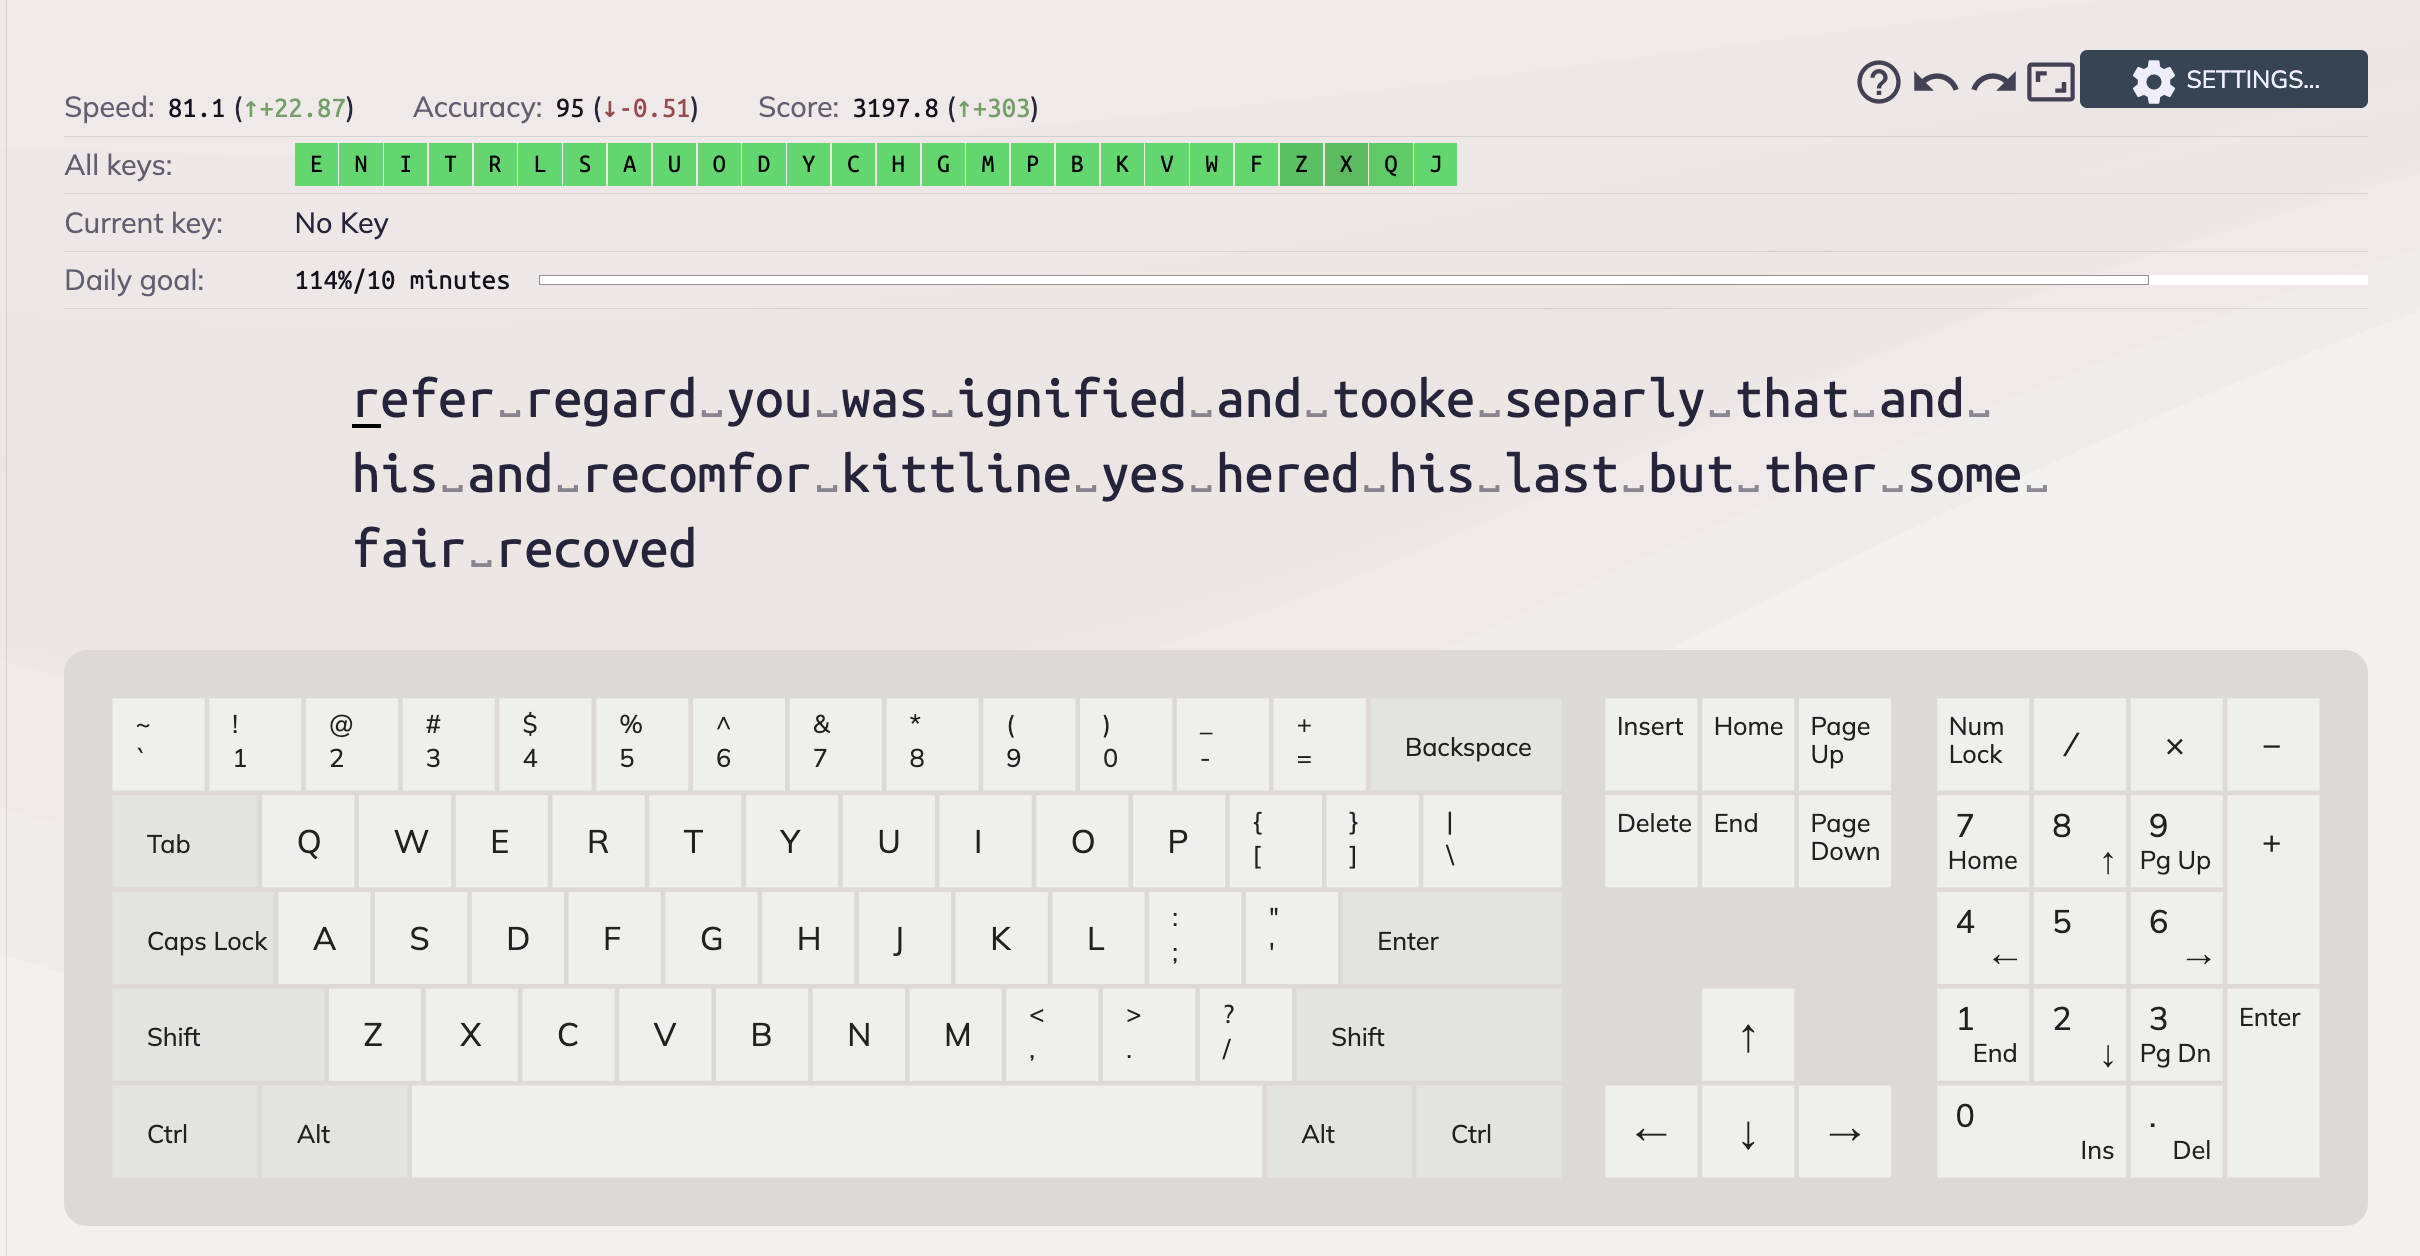 SETTINGS...
Speed: 81.1 (↑+22.87) Accuracy: 95 (↓-0.51) Score: 3197.8 (↑+303)
All keys: E N I T R L S A U O D Y C H G M P B K V W F Z X Q J
Current key: No Key
Daily goal: 114%/10 minutes
refer␣regard␣you␣was␣ignified␣and␣tooke␣separly␣that␣and␣
his␣and␣recomfor␣kittline␣yes␣hered␣his␣last␣but␣ther␣some␣
fair␣recoved
~ ! @ # $ % ^ & * ( ) _ +
` 1 2 3 4 5 6 7 8 9 0 - = Backspace
Insert Home Page Up
Num Lock / × −
Tab Q W E R T Y U I O P { [ } ] | \
Delete End Page Down
7 Home 8 ↑ 9 Pg Up +
Caps Lock A S D F G H J K L : ; " ' Enter
4 ← 5 6 →
Shift Z X C V B N M < , > . ? / Shift
↑
1 End 2 ↓ 3 Pg Dn Enter
Ctrl Alt Alt Ctrl
← ↓ →
0 Ins . Del